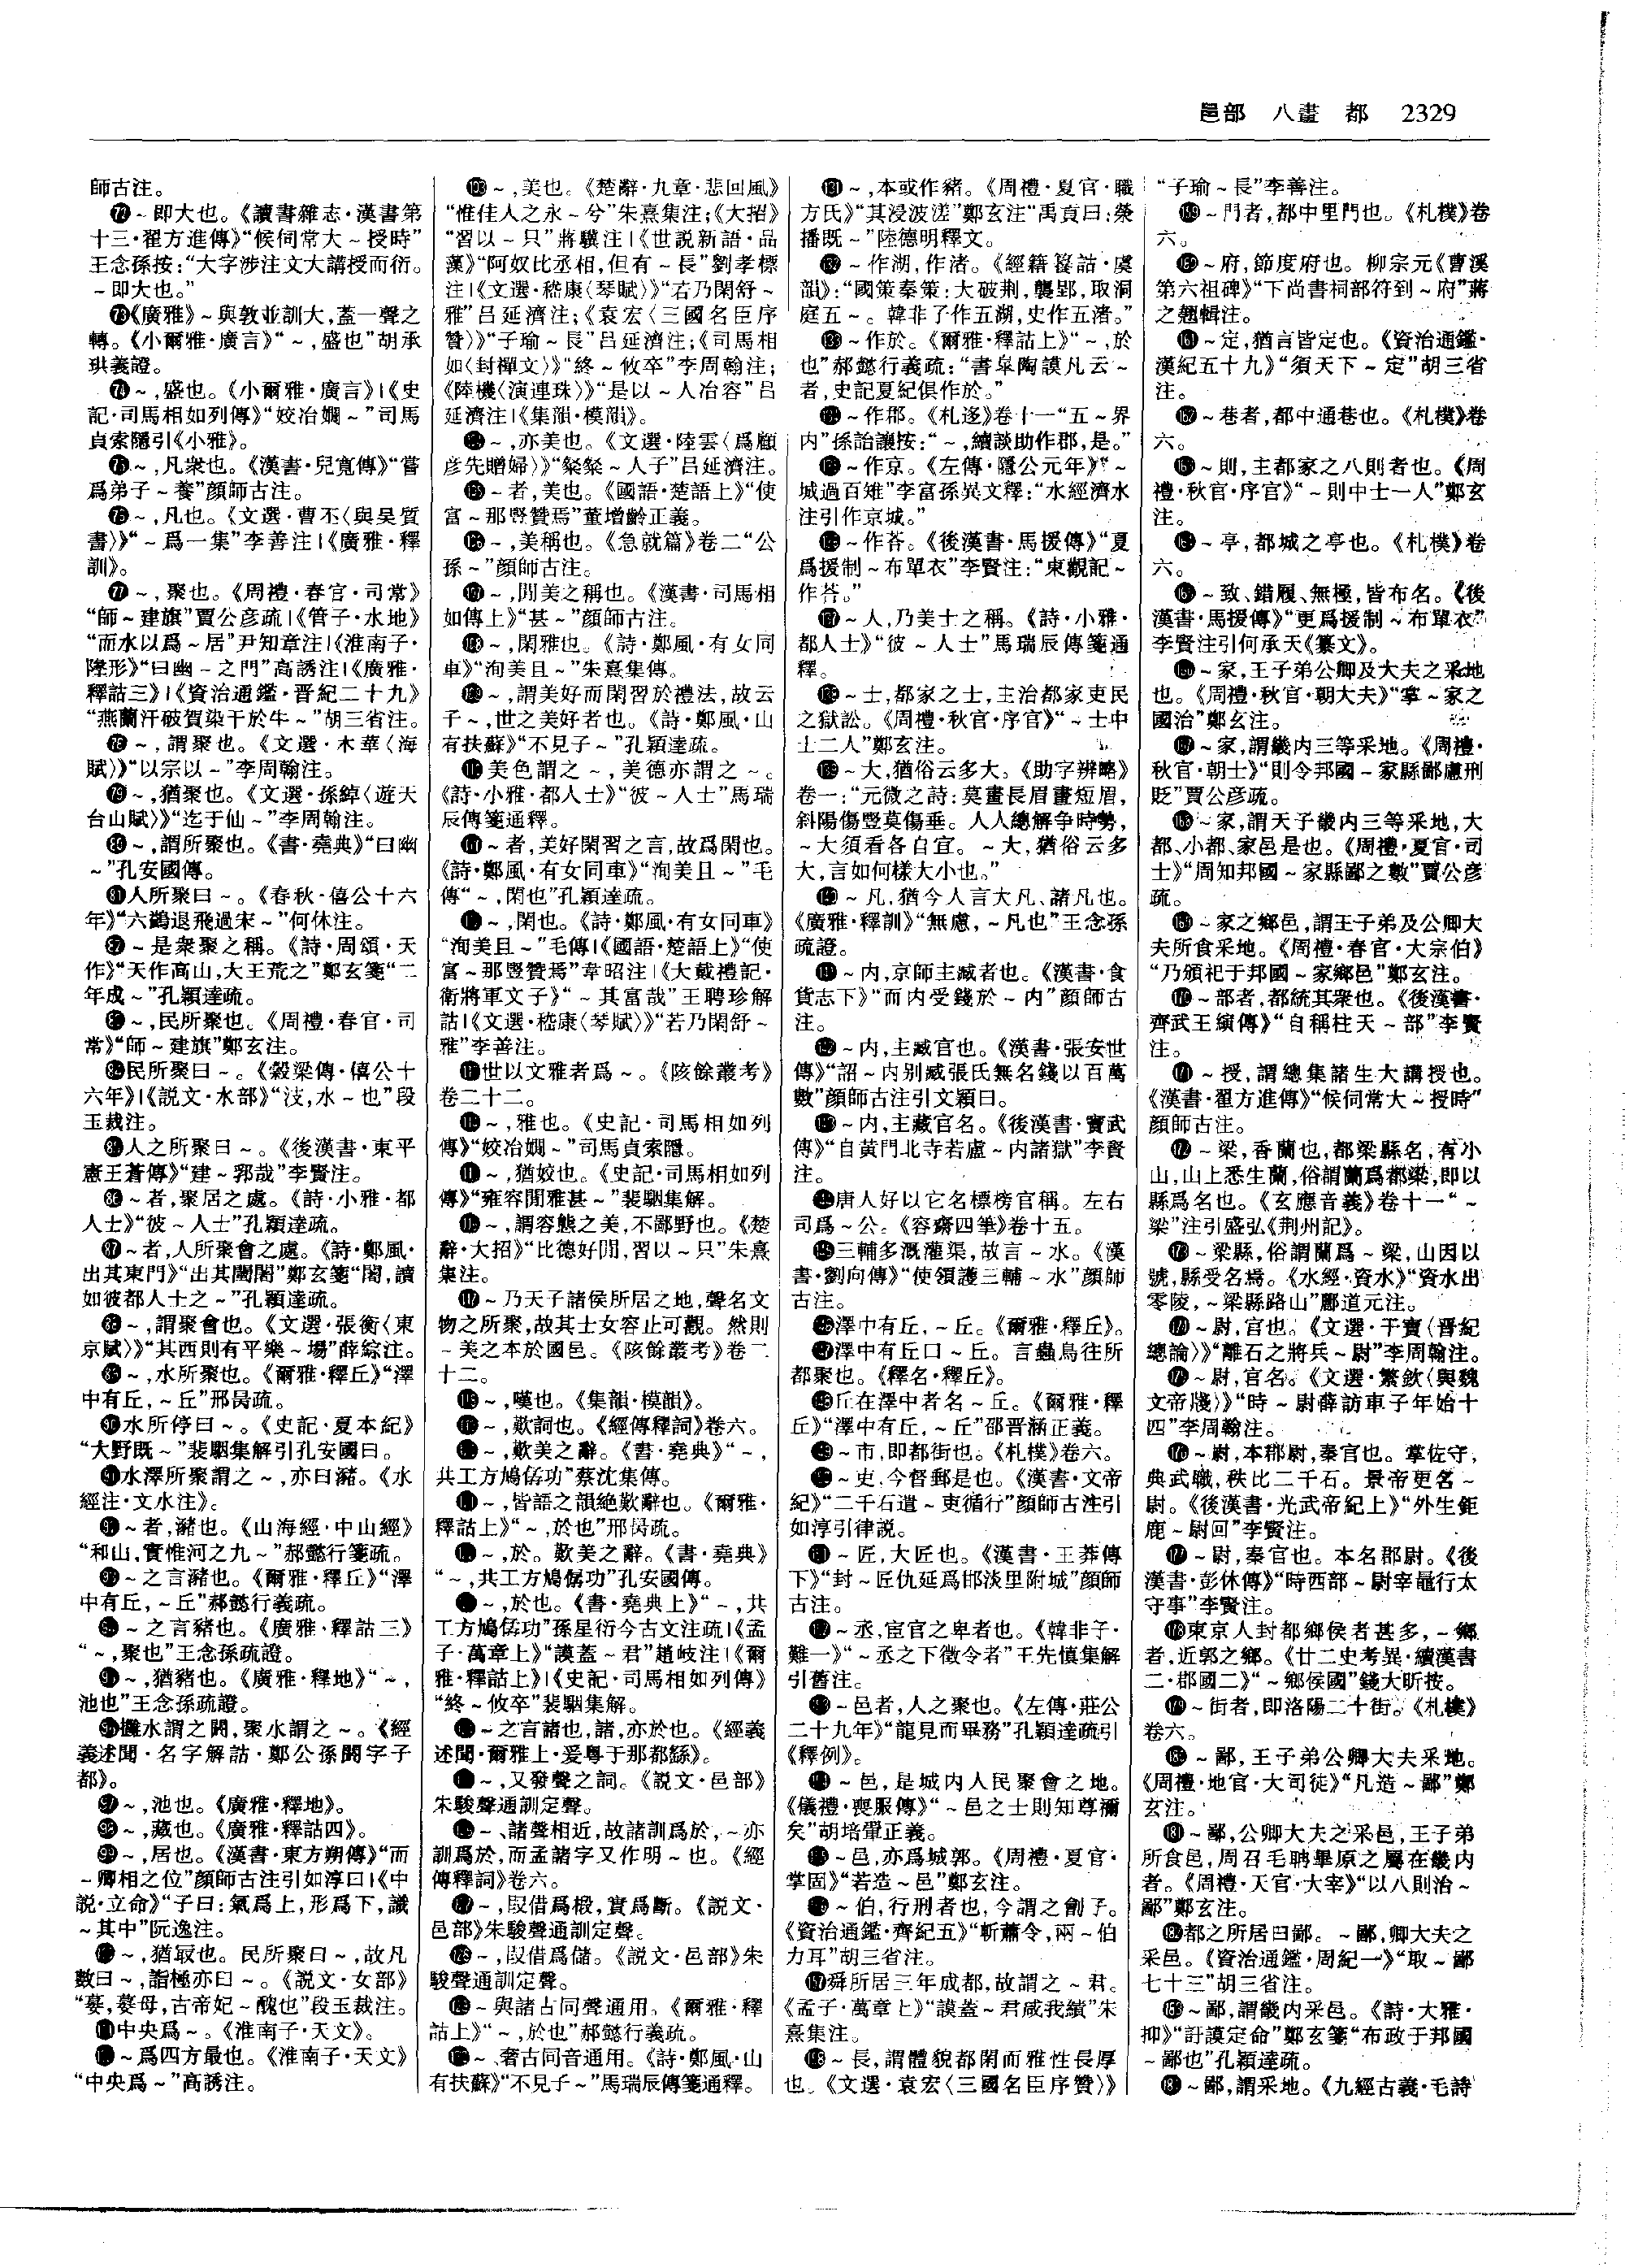 邑部　八畫　都　2329
師古注。
~即大也。《讀書雜志·漢書第
十三·翟方進傳》“候伺常大~授時”
王念孫按：“大字涉注文大講授而衍。
~即大也。”
《廣雅》~與敦並訓大，蓋一聲之
轉。《小爾雅·廣言》“~，盛也”胡承
珙義證。
~，盛也。《小爾雅·廣言》|《史
記·司馬相如列傳》“姣冶嫻~”司馬
貞索隱引《小雅》。
~，凡衆也。《漢書·兒寬傳》“嘗
爲弟子~養”顏師古注。
~，凡也。《文選·曹丕〈與吴質
書〉》“~爲一集”李善注|《廣雅·釋
訓》。
~，聚也。《周禮·春官·司常》
“師~建旗”賈公彦疏|《管子·水地》
“而水以爲~居”尹知章注|《淮南子·
墬形》“曰幽~之門”高誘注|《廣雅·
釋詁三》|《資治通鑑·晋紀二十九》
“燕蘭汗破賀染干於牛~”胡三省注。
~，謂聚也。《文選·木華〈海
賦〉》“以宗以~”李周翰注。
~，猶聚也。《文選·孫綽〈遊天
台山賦〉》“迄于仙~”李周翰注。
~，謂所聚也。《書·堯典》“曰幽
~”孔安國傳。
人所聚曰~。《春秋·僖公十六
年》“六鷁退飛過宋~”何休注。
~是衆聚之稱。《詩·周頌·天
作》“天作高山，大王荒之”鄭玄箋“二
年成~”孔穎達疏。
~，民所聚也。《周禮·春官·司
常》“師~建旗”鄭玄注。
民所聚曰~。《穀梁傳·僖公十
六年》|《説文·水部》“汥，水~也”段
玉裁注。
人之所聚曰~。《後漢書·東平
憲王蒼傳》“建~郛哉”李賢注。
~者，聚居之處。《詩·小雅·都
人士》“彼~人士”孔穎達疏。
~者，人所聚會之處。《詩·鄭風·
出其東門》“出其闉闍”鄭玄箋“闍，讀
如彼都人士之~”孔穎達疏。
~，謂聚會也。《文選·張衡〈東
京賦〉》“其西則有平樂~場”薛綜注。
~，水所聚也。《爾雅·釋丘》“澤
中有丘，~丘”邢昺疏。
水所停曰~。《史記·夏本紀》
“大野既~”裴駰集解引孔安國曰。
水澤所聚謂之~，亦曰瀦。《水
經注·文水注》。
~者，瀦也。《山海經·中山經》
“和山，實惟河之九~”郝懿行箋疏。
~之言瀦也。《爾雅·釋丘》“澤
中有丘，~丘”郝懿行義疏。
~之言豬也。《廣雅·釋詁三》
“~，聚也”王念孫疏證。
~，猶豬也。《廣雅·釋地》“~，
池也”王念孫疏證。
雝水謂之閼，聚水謂之~。《經
義述聞·名字解詁·鄭公孫閼字子
都》。
~，池也。《廣雅·釋地》。
~，藏也。《廣雅·釋詁四》。
~，居也。《漢書·東方朔傳》“而
~卿相之位”顏師古注引如淳曰|《中
説·立命》“子曰：氣爲上，形爲下，識
~其中”阮逸注。
~，猶冣也。民所聚曰~，故凡
數曰~，詣極亦曰~。《説文·女部》
“䓤，䓤母，古帝妃~醜也”段玉裁注。
中央爲~。《淮南子·天文》。
~爲四方最也。《淮南子·天文》
“中央爲~”高誘注。
~，美也。《楚辭·九章·悲回風》
“惟佳人之永~兮”朱熹集注；《大招》
“習以~只”蔣驥注|《世説新語·品
藻》“阿奴比丞相，但有~長”劉孝標
注|《文選·嵇康〈琴賦〉》“若乃閑舒~
雅”吕延濟注；《袁宏〈三國名臣序
贊〉》“子瑜~長”吕延濟注；《司馬相
如〈封禪文〉》“終~攸卒”李周翰注；
《陸機〈演連珠〉》“是以~人冶容”吕
延濟注|《集韻·模韻》。
~，亦美也。《文選·陸雲〈爲顧
彦先贈婦〉》“粲粲~人子”吕延濟注。
~者，美也。《國語·楚語上》“使
富~那豎贊焉”董增齡正義。
~，美稱也。《急就篇》卷二“公
孫~”顏師古注。
~，閒美之稱也。《漢書·司馬相
如傳上》“甚~”顏師古注。
~，閑雅也。《詩·鄭風·有女同
車》“洵美且~”朱熹集傳。
~，謂美好而閑習於禮法，故云
子~，世之美好者也。《詩·鄭風·山
有扶蘇》“不見子~”孔穎達疏。
美色謂之~，美德亦謂之~。
《詩·小雅·都人士》“彼~人士”馬瑞
辰傳箋通釋。
~者，美好閑習之言，故爲閑也。
《詩·鄭風·有女同車》“洵美且~”毛
傳“~，閑也”孔穎達疏。
~，閑也。《詩·鄭風·有女同車》
“洵美且~”毛傳|《國語·楚語上》“使
富~那豎贊焉”韋昭注|《大戴禮記·
衛將軍文子》“~其富哉”王聘珍解
詁|《文選·嵇康〈琴賦〉》“若乃閑舒~
雅”李善注。
世以文雅者爲~。《陔餘叢考》
卷二十二。
~，雅也。《史記·司馬相如列
傳》“姣冶嫻~”司馬貞索隱。
~，猶姣也。《史記·司馬相如列
傳》“雍容閒雅甚~”裴駰集解。
~，謂容態之美，不鄙野也。《楚
辭·大招》“比德好閒，習以~只”朱熹
集注。
~乃天子諸侯所居之地，聲名文
物之所聚，故其士女容止可觀。然則
~美之本於國邑。《陔餘叢考》卷二
十二。
~，嘆也。《集韻·模韻》。
~，歎詞也。《經傳釋詞》卷六。
~，歎美之辭。《書·堯典》“~，
共工方鳩僝功”蔡沈集傳。
~，皆語之韻絶歎辭也。《爾雅·
釋詁上》“~，於也”邢昺疏。
~，於。歎美之辭。《書·堯典》
“~，共工方鳩僝功”孔安國傳。
~，於也。《書·堯典上》“~，共
工方鳩僝功”孫星衍今古文注疏|《孟
子·萬章上》“謨蓋~君”趙岐注|《爾
雅·釋詁上》|《史記·司馬相如列傳》
“終~攸卒”裴駰集解。
~之言諸也，諸，亦於也。《經義
述聞·爾雅上·爰粤于那都繇》。
~，又發聲之詞。《説文·邑部》
朱駿聲通訓定聲。
~、諸聲相近，故諸訓爲於，~亦
訓爲於，而孟諸字又作明~也。《經
傳釋詞》卷六。
~，叚借爲椴，實爲斷。《説文·
邑部》朱駿聲通訓定聲。
~，叚借爲儲。《説文·邑部》朱
駿聲通訓定聲。
~與諸古同聲通用。《爾雅·釋
詁上》“~，於也”郝懿行義疏。
~、奢古同音通用。《詩·鄭風·山
有扶蘇》“不見子~”馬瑞辰傳箋通釋。
~，本或作豬。《周禮·夏官·職
方氏》“其浸波溠”鄭玄注“禹貢曰：滎
播既~”陸德明釋文。
~作湖，作渚。《經籍籑詁·虞
韻》：“國策秦策：大破荆，襲郢，取洞
庭五~。韓非子作五湖，史作五渚。”
~作於。《爾雅·釋詁上》“~，於
也”郝懿行義疏：“書皋陶謨凡云~
者，史記夏紀俱作於。”
~作郡。《札迻》卷十一“五~界
内”孫詒讓按：“~，續談助作郡，是。”
~作京。《左傳·隱公元年》“~
城過百雉”李富孫異文釋：“水經濟水
注引作京城。”
~作荅。《後漢書·馬援傳》“夏
爲援制~布單衣”李賢注：“東觀記~
作荅。”
~人，乃美士之稱。《詩·小雅·
都人士》“彼~人士”馬瑞辰傳箋通
釋。
~士，都家之士，主治都家吏民
之獄訟。《周禮·秋官·序官》“~士中
士二人”鄭玄注。
~大，猶俗云多大。《助字辨略》
卷一：“元微之詩：莫畫長眉畫短眉，
斜陽傷豎莫傷垂。人人總解争時勢，
~大須看各自宜。~大，猶俗云多
大，言如何樣大小也。”
~凡，猶今人言大凡、諸凡也。
《廣雅·釋訓》“無慮，~凡也”王念孫
疏證。
~内，京師主臧者也。《漢書·食
貨志下》“而内受錢於~内”顏師古
注。
~内，主臧官也。《漢書·張安世
傳》“詔~内别臧張氏無名錢以百萬
數”顏師古注引文穎曰。
~内，主藏官名。《後漢書·竇武
傳》“自黄門北寺若盧~内諸獄”李賢
注。
唐人好以它名標榜官稱。左右
司爲~公。《容齋四筆》卷十五。
三輔多溉灌渠，故言~水。《漢
書·劉向傳》“使領護三輔~水”顏師
古注。
澤中有丘，~丘。《爾雅·釋丘》。
澤中有丘曰~丘。言蟲鳥往所
都聚也。《釋名·釋丘》。
丘在澤中者名~丘。《爾雅·釋
丘》“澤中有丘，~丘”邵晋涵正義。
~市，即都街也。《札樸》卷六。
~史，今督郵是也。《漢書·文帝
紀》“二千石遣~吏循行”顏師古注引
如淳引律説。
~匠，大匠也。《漢書·王莽傳
下》“封~匠仇延爲邯淡里附城”顏師
古注。
~丞，宦官之卑者也。《韓非子·
難一》“~丞之下徵令者”王先慎集解
引舊注。
~邑者，人之聚也。《左傳·莊公
二十九年》“龍見而畢務”孔穎達疏引
《釋例》。
~邑，是城内人民聚會之地。
《儀禮·喪服傳》“~邑之士則知尊禰
矣”胡培翬正義。
~邑，亦爲城郭。《周禮·夏官·
掌固》“若造~邑”鄭玄注。
~伯，行刑者也，今謂之劊子。
《資治通鑑·齊紀五》“斬蕭令，兩~伯
力耳”胡三省注。
舜所居三年成都，故謂之~君。
《孟子·萬章上》“謨蓋~君咸我績”朱
熹集注。
~長，謂體貌都閑而雅性長厚
也。《文選·袁宏〈三國名臣序贊〉》
“子瑜~長”李善注。
~門者，都中里門也。《札樸》卷
六。
~府，節度府也。柳宗元《曹溪
第六祖碑》“下尚書祠部符到~府”蔣
之翹輯注。
~定，猶言皆定也。《資治通鑑·
漢紀五十九》“須天下~定”胡三省
注。
~巷者，都中通巷也。《札樸》卷
六。
~則，主都家之八則者也。《周
禮·秋官·序官》“~則中士一人”鄭玄
注。
~亭，都城之亭也。《札樸》卷
六。
~致、錯履、無極，皆布名。《後
漢書·馬援傳》“更爲援制~布單衣”
李賢注引何承天《纂文》。
~家，王子弟公卿及大夫之采地
也。《周禮·秋官·朝大夫》“掌~家之
國治”鄭玄注。
~家，謂畿内三等采地。《周禮·
秋官·朝士》“則令邦國~家縣鄙慮刑
貶”賈公彦疏。
~家，謂天子畿内三等采地，大
都、小都、家邑是也。《周禮·夏官·司
士》“周知邦國~家縣鄙之數”賈公彦
疏。
~家之鄉邑，謂王子弟及公卿大
夫所食采地。《周禮·春官·大宗伯》
“乃頒祀于邦國~家鄉邑”鄭玄注。
~部者，都統其衆也。《後漢書·
齊武王縯傳》“自稱柱天~部”李賢
注。
~授，謂總集諸生大講授也。
《漢書·翟方進傳》“候伺常大~授時”
顏師古注。
~梁，香蘭也，都梁縣名，有小
山，山上悉生蘭，俗謂蘭爲都梁，即以
縣爲名也。《玄應音義》卷十一“~
梁”注引盛弘《荆州記》。
~梁縣，俗謂蘭爲~梁，山因以
號，縣受名焉。《水經·資水》“資水出
零陵，~梁縣路山”酈道元注。
~尉，官也。《文選·干寶〈晋紀
總論〉》“離石之將兵~尉”李周翰注。
~尉，官名。《文選·繁欽〈與魏
文帝牋〉》“時~尉薛訪車子年始十
四”李周翰注。
~尉，本郡尉，秦官也。掌佐守，
典武職，秩比二千石。景帝更名~
尉。《後漢書·光武帝紀上》“外生鉅
鹿~尉回”李賢注。
~尉，秦官也。本名郡尉。《後
漢書·彭休傳》“時西部~尉宰鼂行太
守事”李賢注。
東京人封都鄉侯者甚多，~鄉
者，近郭之鄉。《廿二史考異·續漢書
二·郡國二》“~鄉侯國”錢大昕按。
~街者，即洛陽二十街。《札樸》
卷六。
~鄙，王子弟公卿大夫采地。
《周禮·地官·大司徒》“凡造~鄙”鄭
玄注。
~鄙，公卿大夫之采邑，王子弟
所食邑，周召毛聃畢原之屬在畿内
者。《周禮·天官·大宰》“以八則治~
鄙”鄭玄注。
都之所居曰鄙。~鄙，卿大夫之
采邑。《資治通鑑·周紀一》“取~鄙
七十三”胡三省注。
~鄙，謂畿内采邑。《詩·大雅·
抑》“訏謨定命”鄭玄箋“布政于邦國
~鄙也”孔穎達疏。
~鄙，謂采地。《九經古義·毛詩